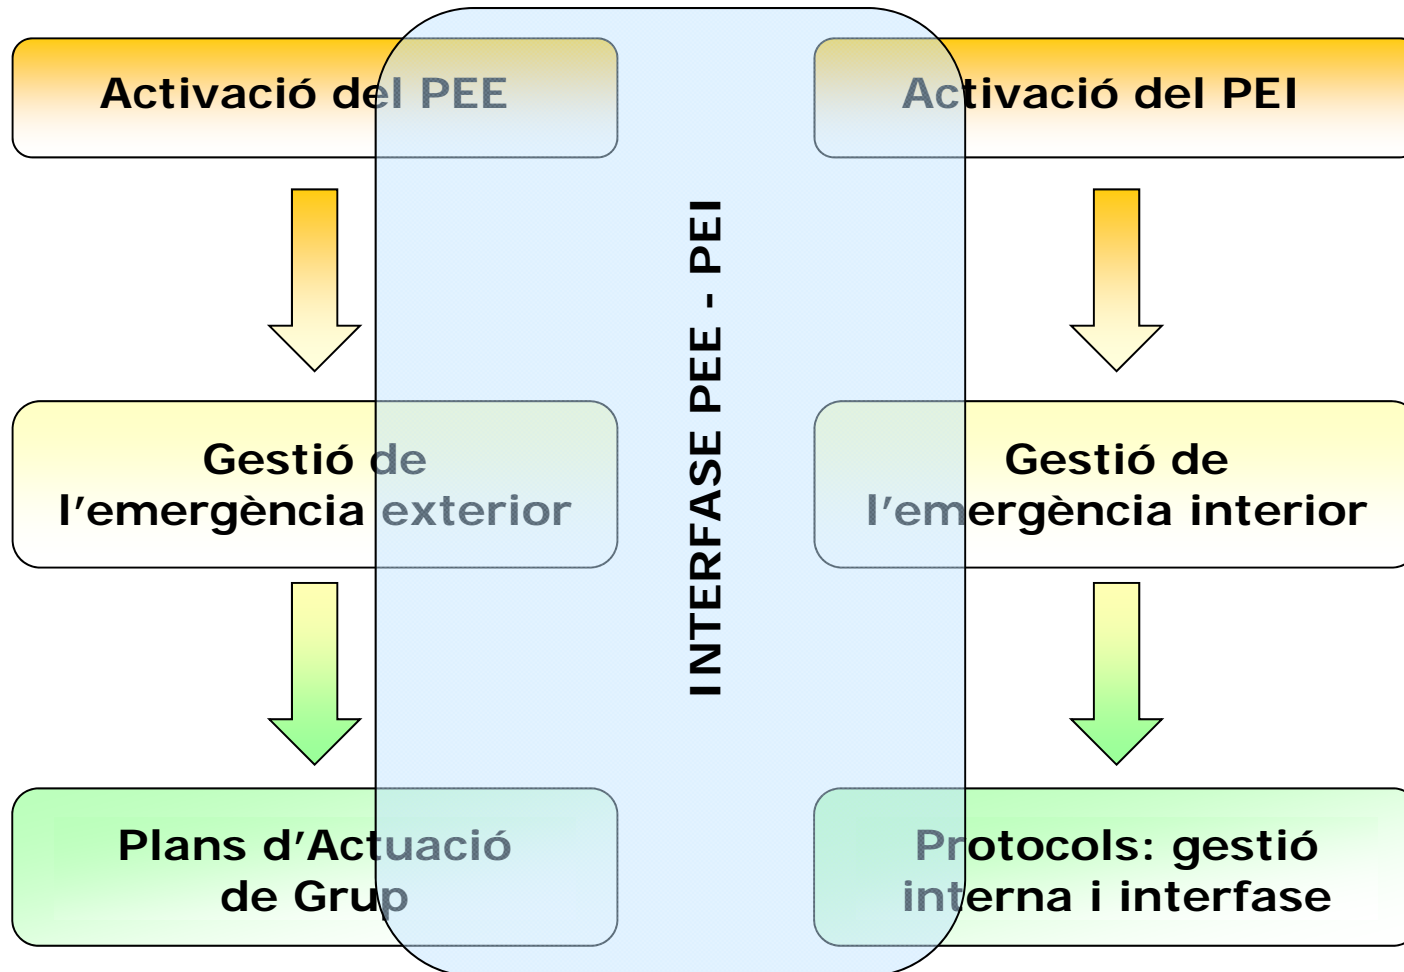 Activació del PEE
Activació del PEI
INTERFASE PEE - PEI
Gestió de
l'emergència exterior
Gestió de
l'emergència interior
Plans d'Actuació
de Grup
Protocols: gestió
interna i interfase